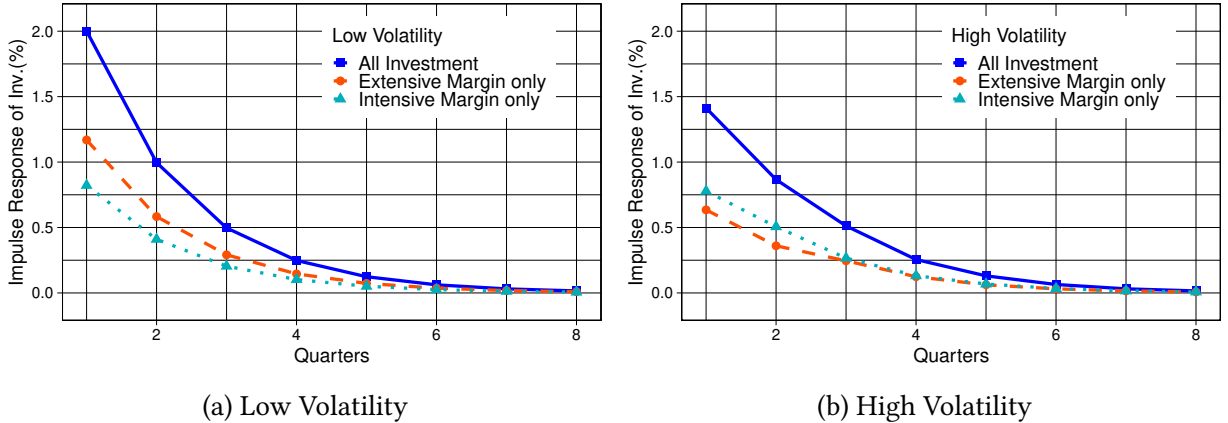 Impulse Response of Inv.(%)
2.0
1.5
1.0
0.5
0.0
Low Volatility
All Investment
Extensive Margin only
Intensive Margin only
2
4
6
8
Quarters
(a) Low Volatility
Impulse Response of Inv.(%)
2.0
1.5
1.0
0.5
0.0
High Volatility
All Investment
Extensive Margin only
Intensive Margin only
2
4
6
8
Quarters
(b) High Volatility